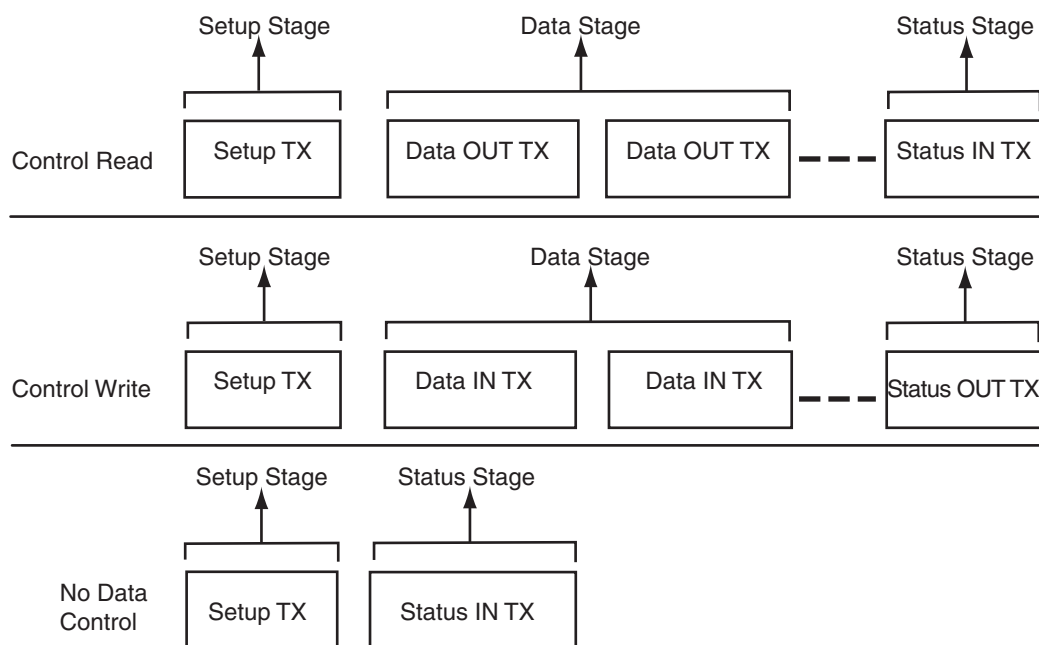 Setup Stage Data Stage Status Stage
Control Read Setup TX Data OUT TX Data OUT TX Status IN TX
Setup Stage Data Stage Status Stage
Control Write Setup TX Data IN TX Data IN TX Status OUT TX
Setup Stage Status Stage
No Data
Control Setup TX Status IN TX